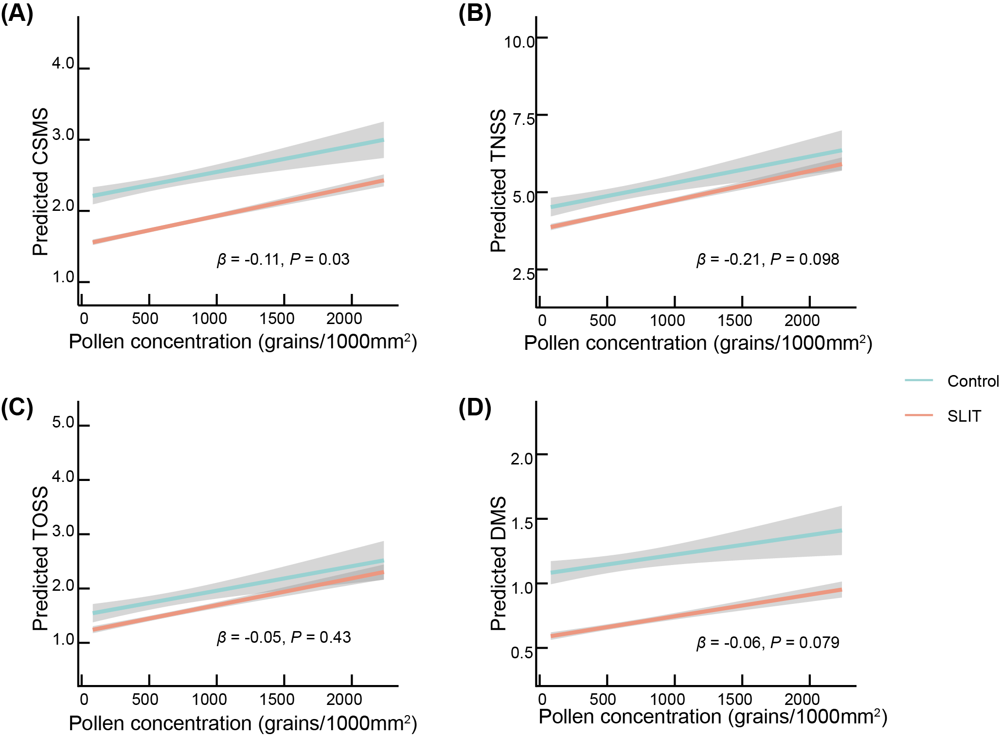 (A)
4.0
3.0
2.0
1.0
Predicted CSMS
β = -0.11, P = 0.03
0 500 1000 1500 2000
Pollen concentration (grains/1000mm²)
(B)
10.0
7.5
5.0
2.5
Predicted TNSS
β = -0.21, P = 0.098
0 500 1000 1500 2000
Pollen concentration (grains/1000mm²)
Control
SLIT
(C)
5.0
4.0
3.0
2.0
1.0
Predicted TOSS
β = -0.05, P = 0.43
0 500 1000 1500 2000
Pollen concentration (grains/1000mm²)
(D)
2.0
1.5
1.0
0.5
Predicted DMS
β = -0.06, P = 0.079
0 500 1000 1500 2000
Pollen concentration (grains/1000mm²)